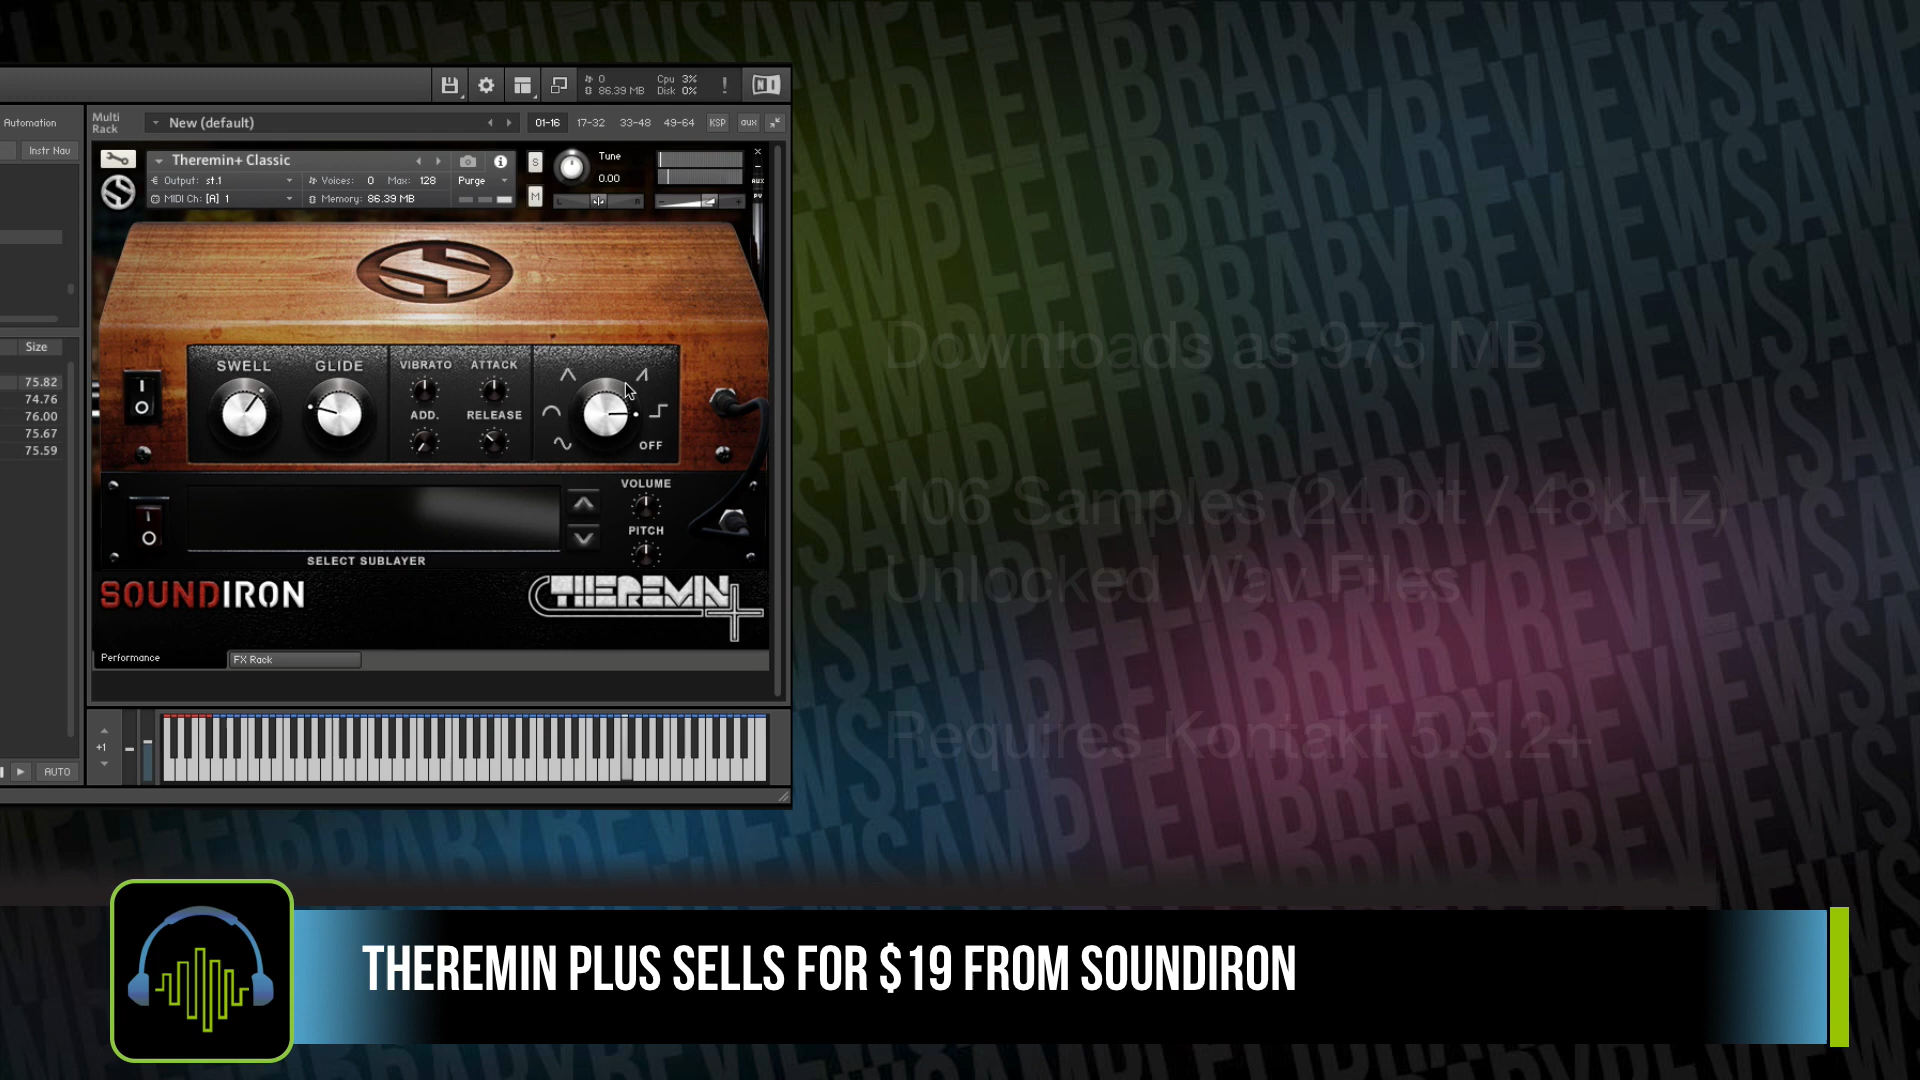 0
86.39 MB
Cpu 3%
Disk 0%
!
Automation
Multi
Rack
New (default)
01-16 17-32 33-48 49-64 KSP aux
Instr Nav
Theremin+ Classic
Output: st.1
Voices: 0 Max: 128
Purge
MIDI Ch: [A] 1
Memory: 86.39 MB
S
M
Tune
0.00
L R
AUX
PV
Size
75.82
74.76
76.00
75.67
75.59
SWELL GLIDE VIBRATO ATTACK
ADD. RELEASE
OFF
VOLUME
PITCH
SELECT SUBLAYER
SOUNDIRON
THEREMIN+
Performance
FX Rack
+1
AUTO
Downloads as 975 MB
106 Samples (24 bit / 48kHz)
Unlocked Wav Files
Requires Kontakt 5.5.2+
THEREMIN PLUS SELLS FOR $19 FROM SOUNDIRON